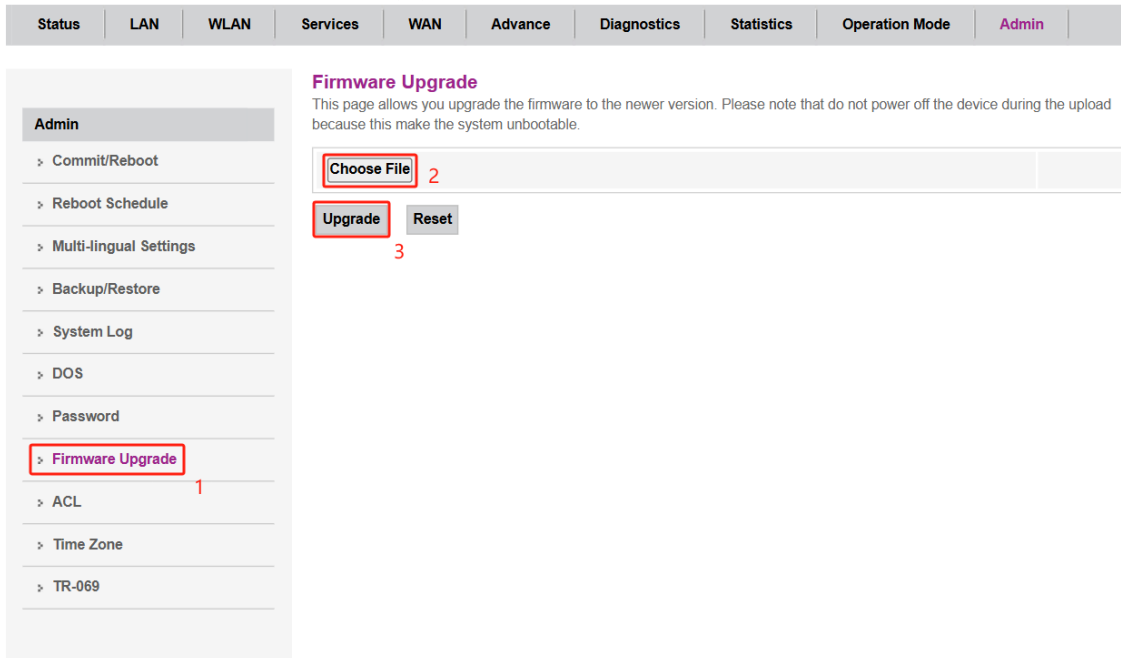 Status LAN WLAN Services WAN Advance Diagnostics Statistics Operation Mode Admin
Admin
Commit/Reboot
Reboot Schedule
Multi-lingual Settings
Backup/Restore
System Log
DOS
Password
Firmware Upgrade
1
ACL
Time Zone
TR-069
Firmware Upgrade
This page allows you upgrade the firmware to the newer version. Please note that do not power off the device during the upload
because this make the system unbootable.
Choose File 2
Upgrade Reset
3